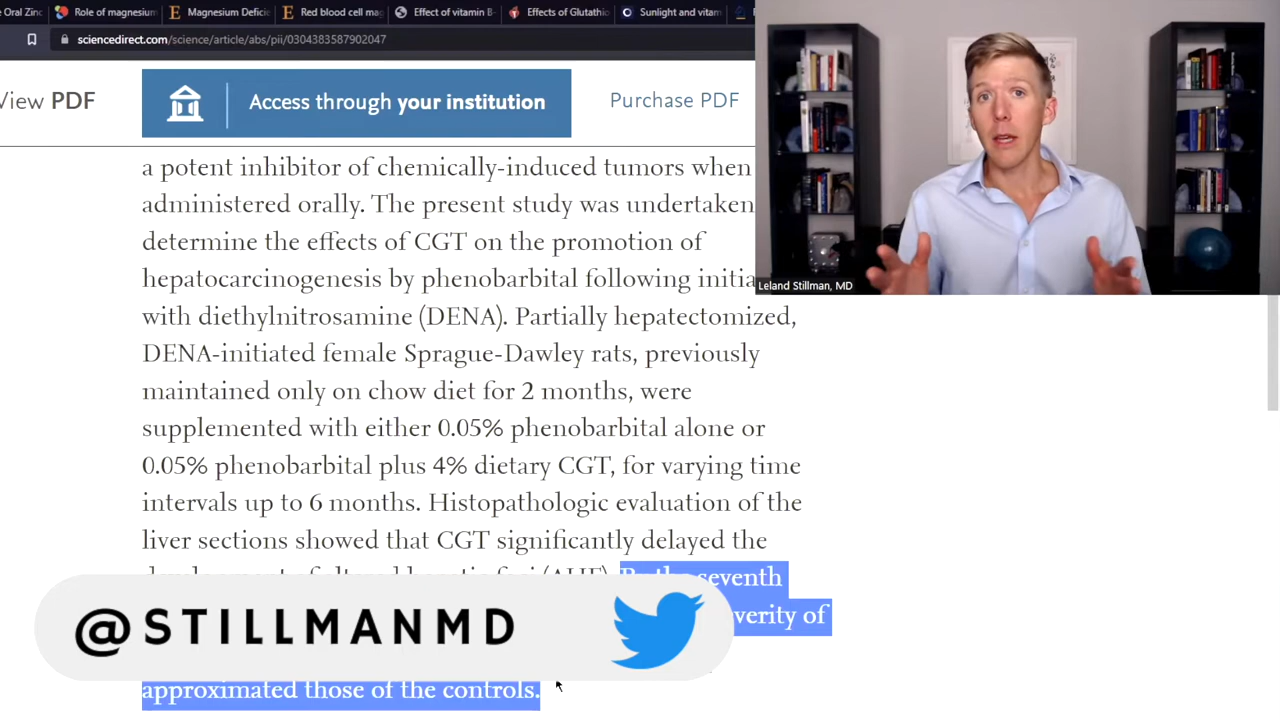 e Oral Zinc
Role of magnesium
Magnesium Defici
Red blood cell mag
Effect of vitamin B-
Effects of Glutathio
Sunlight and vitam
sciencedirect.com/science/article/abs/pii/0304383587902047
View PDF
Access through your institution
Purchase PDF
a potent inhibitor of chemically-induced tumors when
administered orally. The present study was undertaken
determine the effects of CGT on the promotion of
hepatocarcinogenesis by phenobarbital following initia
with diethylnitrosamine (DENA). Partially hepatectomized,
DENA-initiated female Sprague-Dawley rats, previously
maintained only on chow diet for 2 months, were
supplemented with either 0.05% phenobarbital alone or
0.05% phenobarbital plus 4% dietary CGT, for varying time
intervals up to 6 months. Histopathologic evaluation of the
liver sections showed that CGT significantly delayed the
seventh
verity of
approximated those of the controls.
Leland Stillman, MD
@STILLMANMD